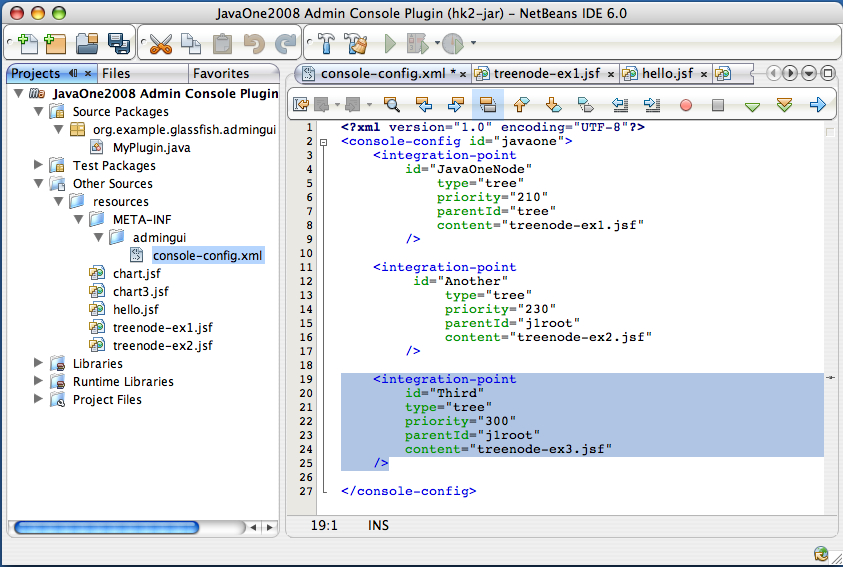 JavaOne2008 Admin Console Plugin (hk2-jar) – NetBeans IDE 6.0
Projects
Files
Favorites
JavaOne2008 Admin Console Plugin
Source Packages
org.example.glassfish.admingui
MyPlugin.java
Test Packages
Other Sources
resources
META-INF
admingui
console-config.xml
chart.jsf
chart3.jsf
hello.jsf
treenode-ex1.jsf
treenode-ex2.jsf
Libraries
Runtime Libraries
Project Files
console-config.xml *
treenode-ex1.jsf
hello.jsf
1 <?xml version="1.0" encoding="UTF-8"?>
2 <console-config id="javaone">
3 <integration-point
4 id="JavaOneNode"
5 type="tree"
6 priority="210"
7 parentId="tree"
8 content="treenode-ex1.jsf"
9 />
10
11 <integration-point
12 id="Another"
13 type="tree"
14 priority="230"
15 parentId="jlroot"
16 content="treenode-ex2.jsf"
17 />
18
19 <integration-point
20 id="Third"
21 type="tree"
22 priority="300"
23 parentId="jlroot"
24 content="treenode-ex3.jsf"
25 />
26
27 </console-config>
19:1 INS